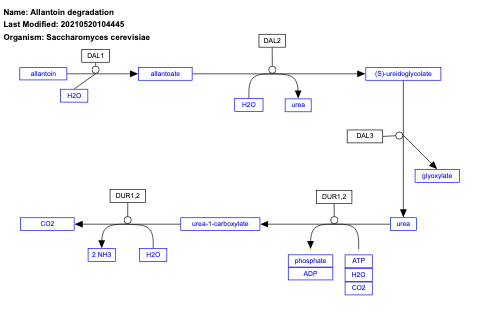 Name: Allantoin degradation
Last Modified: 20210520104445
Organism: Saccharomyces cerevisiae
DAL1
DAL2
allantoin
allantoate
(S)-ureidoglycolate
H2O
H2O
urea
DAL3
glyoxylate
DUR1,2
DUR1,2
CO2
urea-1-carboxylate
urea
2 NH3
H2O
phosphate
ATP
ADP
H2O
CO2